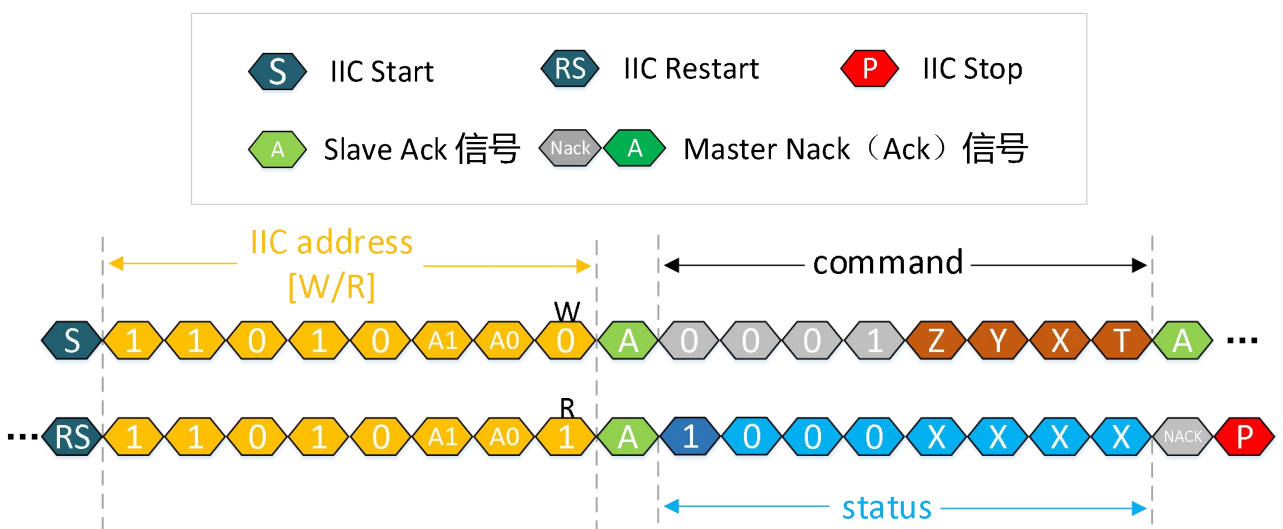 S IIC Start RS IIC Restart P IIC Stop
A Slave Ack 信号 Nack A Master Nack（Ack）信号
IIC address
[W/R]
command
W
S 1 1 0 1 0 A1 A0 0 A 0 0 0 1 Z Y X T A ...
R
... RS 1 1 0 1 0 A1 A0 1 A 1 0 0 0 X X X X NACK P
status